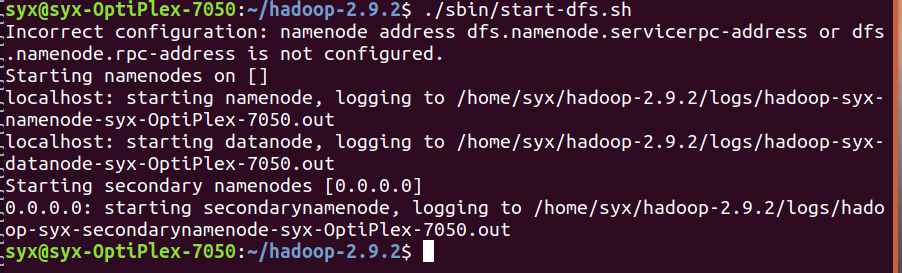 syx@syx-OptiPlex-7050:~/hadoop-2.9.2$ ./sbin/start-dfs.sh
Incorrect configuration: namenode address dfs.namenode.servicerpc-address or dfs
.namenode.rpc-address is not configured.
Starting namenodes on []
localhost: starting namenode, logging to /home/syx/hadoop-2.9.2/logs/hadoop-syx-
namenode-syx-OptiPlex-7050.out
localhost: starting datanode, logging to /home/syx/hadoop-2.9.2/logs/hadoop-syx-
datanode-syx-OptiPlex-7050.out
Starting secondary namenodes [0.0.0.0]
0.0.0.0: starting secondarynamenode, logging to /home/syx/hadoop-2.9.2/logs/hado
op-syx-secondarynamenode-syx-OptiPlex-7050.out
syx@syx-OptiPlex-7050:~/hadoop-2.9.2$